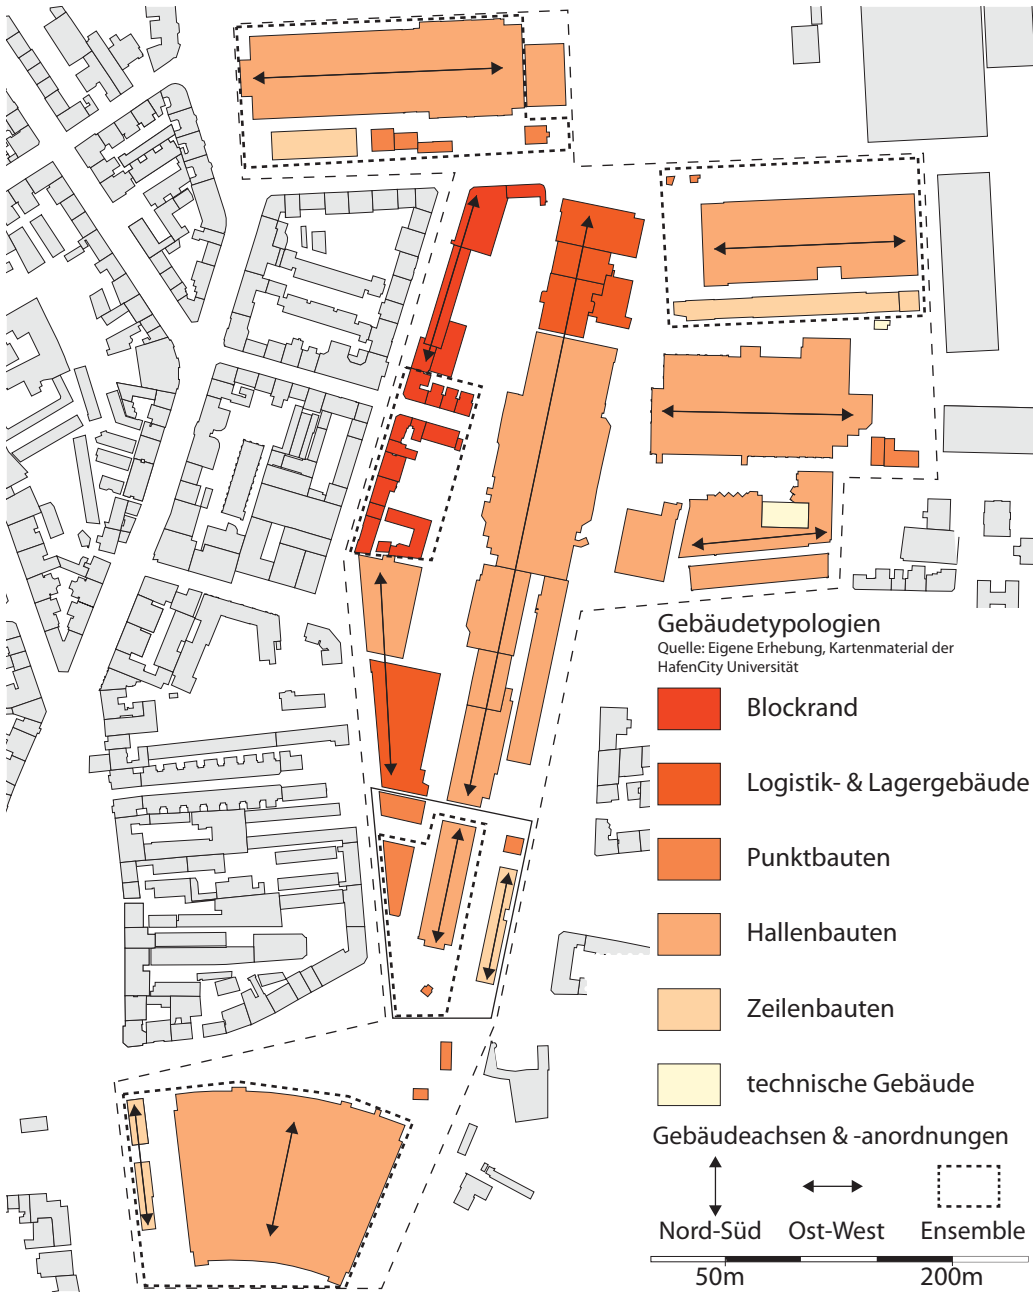 Gebäudetypologien
Quelle: Eigene Erhebung, Kartenmaterial der
HafenCity Universität
Blockrand
Logistik- & Lagergebäude
Punktbauten
Hallenbauten
Zeilenbauten
technische Gebäude
Gebäudeachsen & -anordnungen
Nord-Süd Ost-West Ensemble
50m 200m